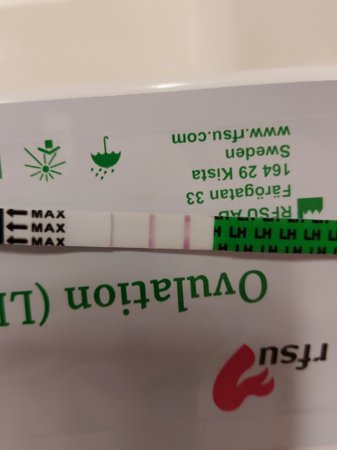 rfsu
Ovulation
MAX
MAX
MAX
LH LH LH LH LH
RFSU AB
Färögatan 33
164 29 Kista
Sweden
www.rfsu.com